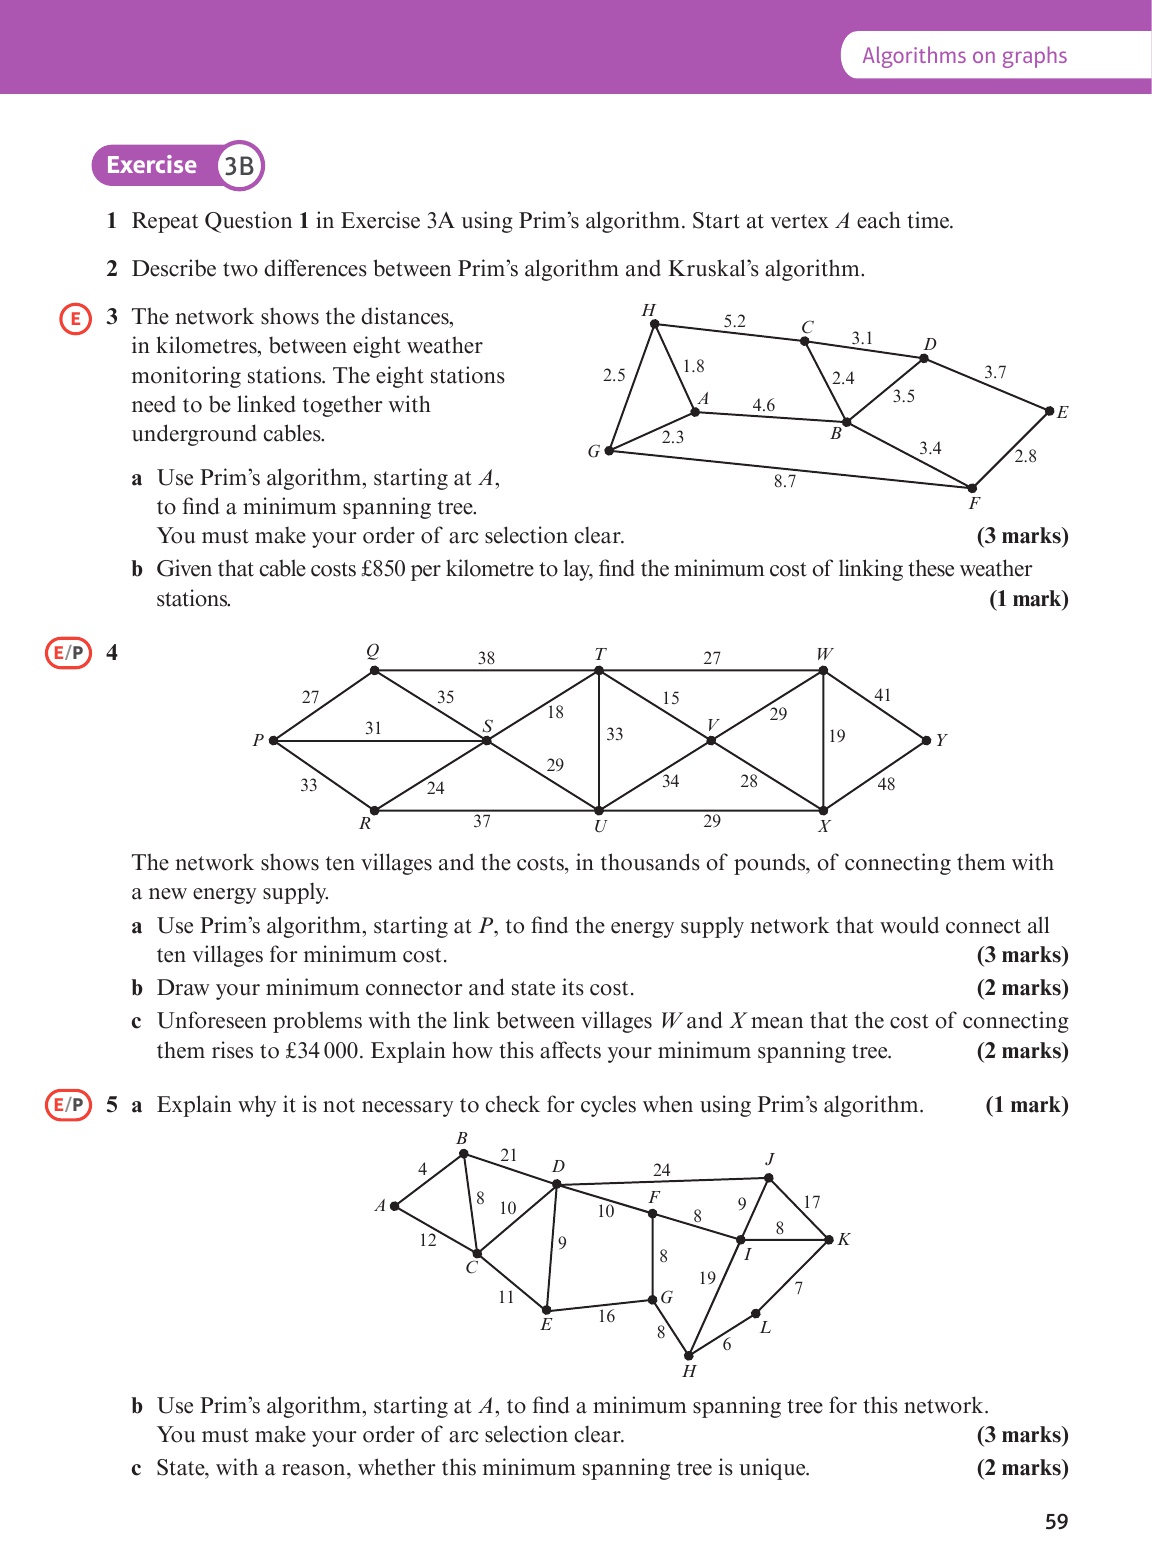 Algorithms on graphs
Exercise 3B
1 Repeat Question 1 in Exercise 3A using Prim's algorithm. Start at vertex A each time.
2 Describe two differences between Prim's algorithm and Kruskal's algorithm.
E 3 The network shows the distances,
in kilometres, between eight weather
monitoring stations. The eight stations
need to be linked together with
underground cables.
H
5.2
C
3.1
D
3.7
E
2.5
1.8
A
4.6
2.4
3.5
B
2.3
G
3.4
2.8
8.7
F
a Use Prim's algorithm, starting at A,
to find a minimum spanning tree.
You must make your order of arc selection clear. (3 marks)
b Given that cable costs £850 per kilometre to lay, find the minimum cost of linking these weather
stations. (1 mark)
E/P 4
Q
38
T
27
W
27
35
18
15
29
41
P
31
S
33
V
19
Y
33
24
29
34
28
48
R
37
U
29
X
The network shows ten villages and the costs, in thousands of pounds, of connecting them with
a new energy supply.
a Use Prim's algorithm, starting at P, to find the energy supply network that would connect all
ten villages for minimum cost. (3 marks)
b Draw your minimum connector and state its cost. (2 marks)
c Unforeseen problems with the link between villages W and X mean that the cost of connecting
them rises to £34 000. Explain how this affects your minimum spanning tree. (2 marks)
E/P 5 a Explain why it is not necessary to check for cycles when using Prim's algorithm. (1 mark)
B
21
D
24
J
4
8
10
10
F
8
9
17
A
8
K
12
C
9
8
I
11
19
7
E
16
G
8
6
L
H
b Use Prim's algorithm, starting at A, to find a minimum spanning tree for this network.
You must make your order of arc selection clear. (3 marks)
c State, with a reason, whether this minimum spanning tree is unique. (2 marks)
59